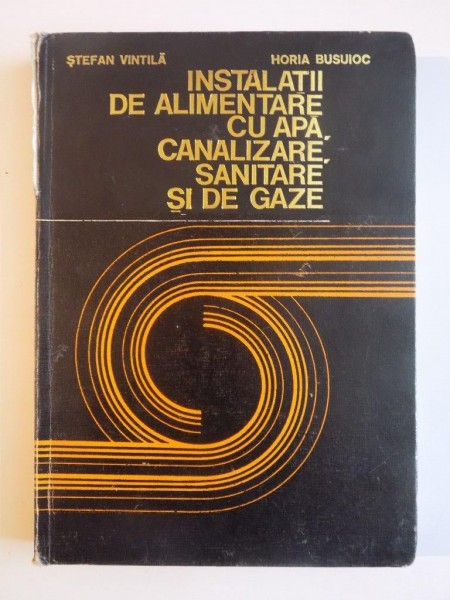 ȘTEFAN VINTILĂ HORIA BUSUIOC
INSTALAȚII
DE ALIMENTARE
CU APĂ,
CANALIZARE,
SANITARE
ȘI DE GAZE